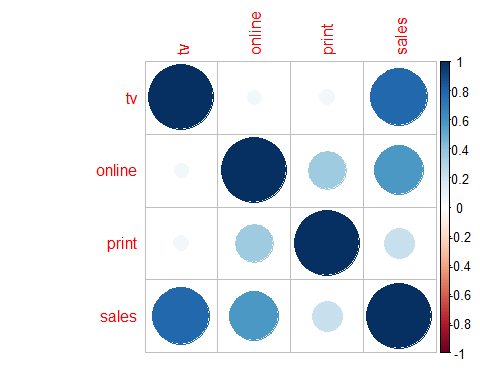 tv
online
print
sales
tv
online
print
sales
1
0.8
0.6
0.4
0.2
0
-0.2
-0.4
-0.6
-0.8
-1